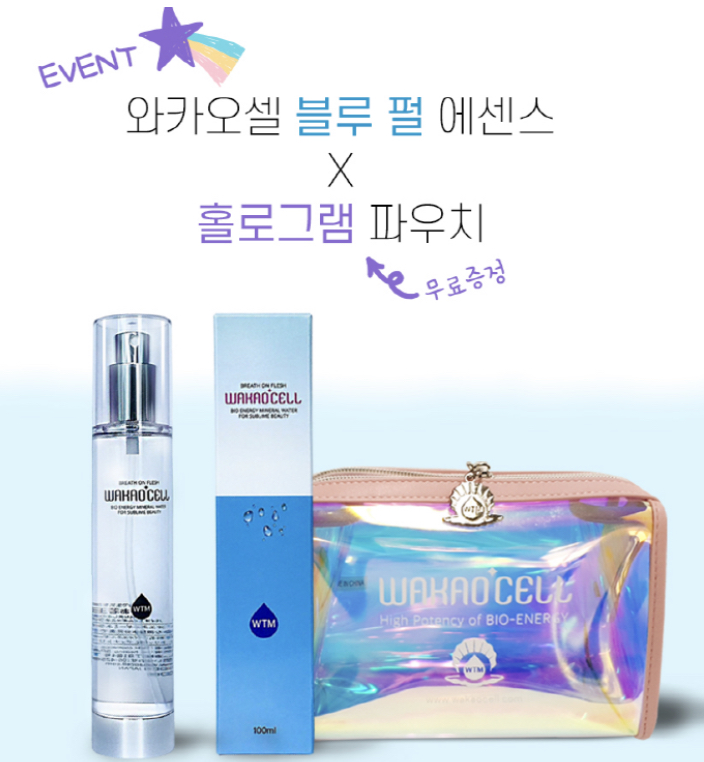 EVENT
와카오셀 블루 펄 에센스
X
홀로그램 파우치
무료증정
BREATH ON FLESH
WAKAO'CELL
BIO ENERGY MINERAL WATER
FOR SUBLIME BEAUTY
WTM
BREATH ON FLESH
WAKAO'CELL
BIO ENERGY MINERAL WATER
FOR SUBLIME BEAUTY
WTM
100ml
WTM
WAKAO'CELL
High Potency of BIO-ENERGY
WTM